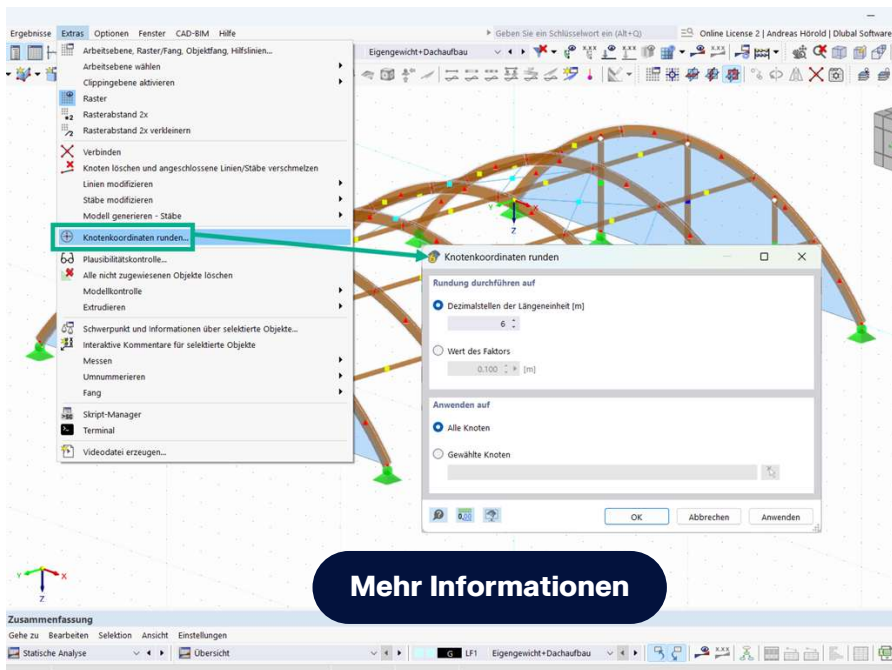 Ergebnisse Extras Optionen Fenster CAD-BIM Hilfe
Geben Sie ein Schlüsselwort ein (Alt+Q)
Online License 2 | Andreas Hörold | Dlubal Software
Eigengewicht+Dachaufbau
Arbeitsebene, Raster/Fang, Objektfang, Hilfslinien...
Arbeitsebene wählen
Clippingebene aktivieren
Raster
Rasterabstand 2x
Rasterabstand 2x verkleinern
Verbinden
Knoten löschen und angeschlossene Linien/Stäbe verschmelzen
Linien modifizieren
Stäbe modifizieren
Modell generieren - Stäbe
Knotenkoordinaten runden...
Plausibilitätskontrolle...
Alle nicht zugewiesenen Objekte löschen
Modellkontrolle
Extrudieren
Schwerpunkt und Informationen über selektierte Objekte...
Interaktive Kommentare für selektierte Objekte
Messen
Umnummerieren
Fang
Skript-Manager
Terminal
Videodatei erzeugen...
Y X
Z
Knotenkoordinaten runden
Rundung durchführen auf
Dezimalstellen der Längeneinheit [m]
6
Wert des Faktors
0.100 [m]
Anwenden auf
Alle Knoten
Gewählte Knoten
OK Abbrechen Anwenden
Mehr Informationen
Y X
Z
Zusammenfassung
Gehe zu Bearbeiten Selektion Ansicht Einstellungen
Statische Analyse Übersicht G LF1 Eigengewicht+Dachaufbau x.xx